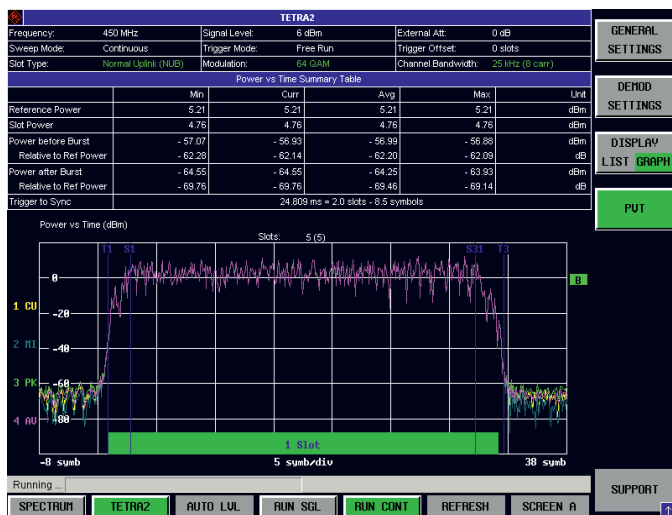 TETRA2
Frequency: 450 MHz Signal Level: 6 dBm External Att: 0 dB
Sweep Mode: Continuous Trigger Mode: Free Run Trigger Offset: 0 slots
Slot Type: Normal Uplink (NUB) Modulation: 64 QAM Channel Bandwidth: 25 kHz (8 carr)
Power vs Time Summary Table
Min Curr Avg Max Unit
Reference Power 5.21 5.21 5.21 5.21 dBm
Slot Power 4.76 4.76 4.76 4.76 dBm
Power before Burst - 57.07 - 56.93 - 56.99 - 56.88 dBm
Relative to Ref Power - 62.28 - 62.14 - 62.20 - 62.09 dB
Power after Burst - 64.55 - 64.55 - 64.25 - 63.93 dBm
Relative to Ref Power - 69.76 - 69.76 - 69.46 - 69.14 dB
Trigger to Sync 24.809 ms = 2.0 slots - 8.5 symbols
Power vs Time (dBm)
Slots: 5 (5)
T1 S1 S31 T3
0
B
1 CU
-20
2 MI
-40
3 PK
-60
4 AV
-80
1 Slot
-8 symb 5 symb/div 38 symb
Running ...
SPECTRUM TETRA2 AUTO LVL RUN SGL RUN CONT REFRESH SCREEN A
GENERAL SETTINGS
DEMOD SETTINGS
DISPLAY
LIST GRAPH
PVT
SUPPORT